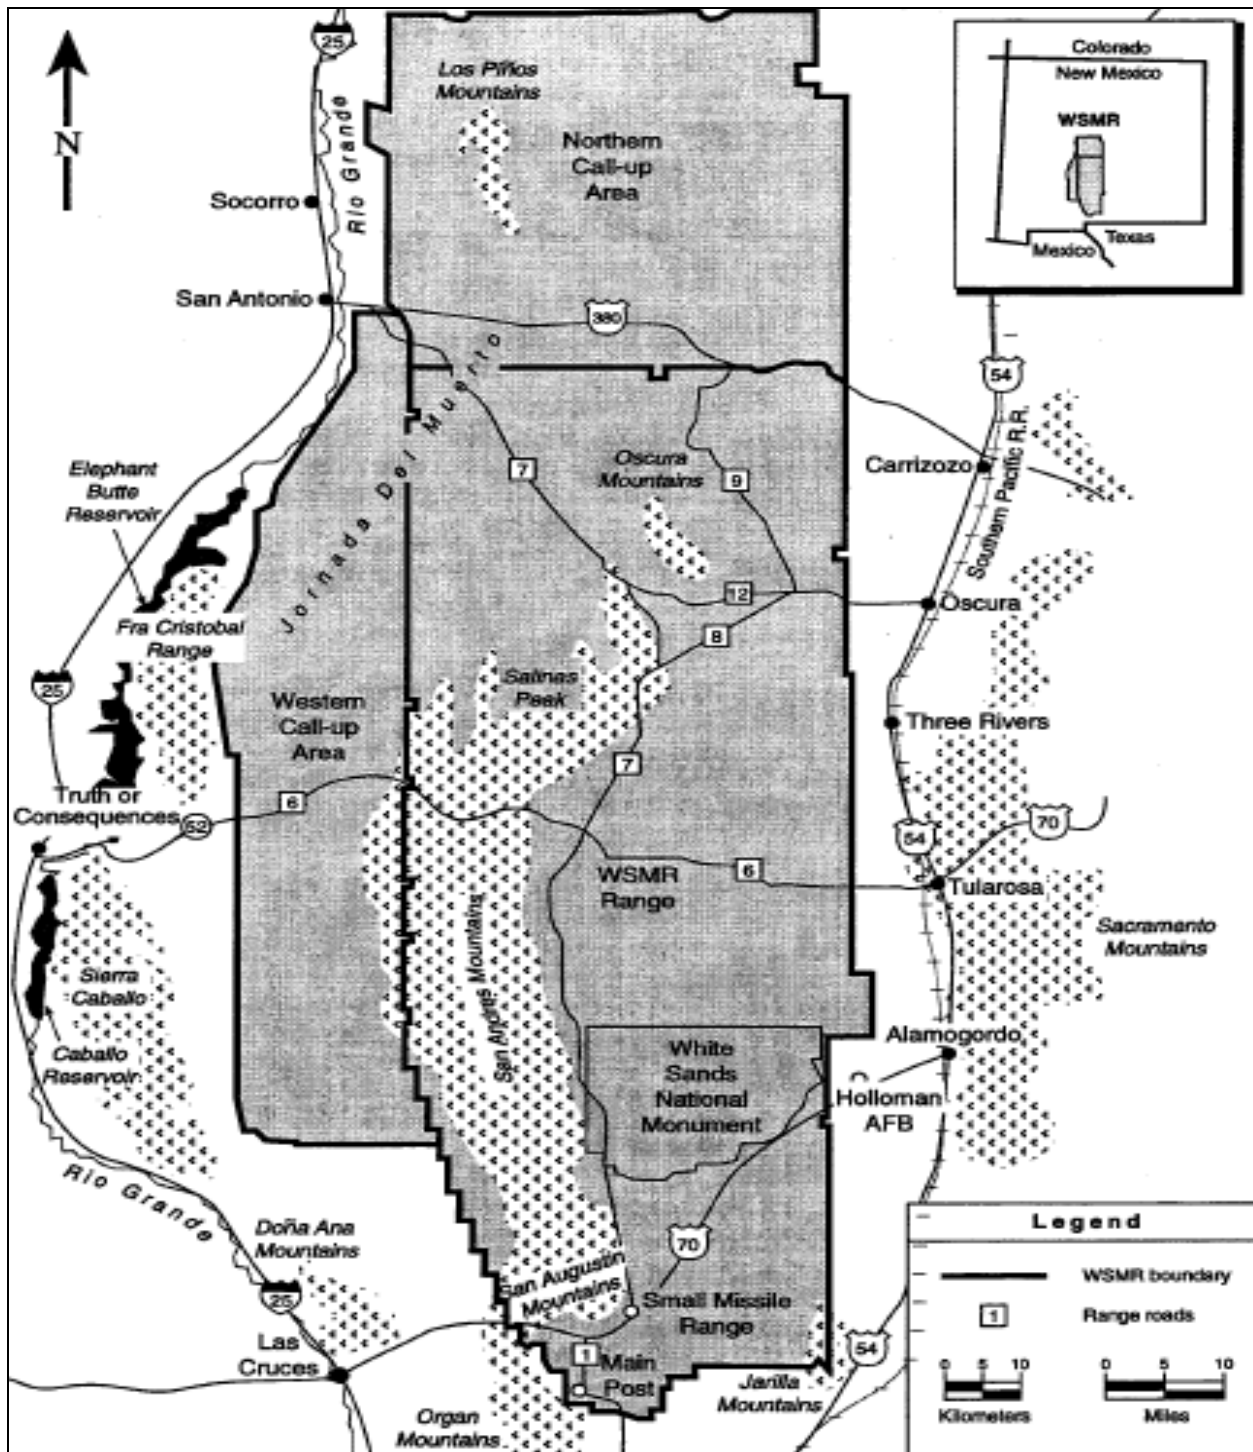 25
Los Piños
Mountains
Colorado
New Mexico
WSMR
Texas
Mexico
N
Rio Grande
Northern
Call-up
Area
Socorro
San Antonio
380
54
Jornada Del Muerto
Elephant
Butte
Reservoir
7
Oscura
Mountains
9
Carrizozo
Southern Pacific R.R.
12
Oscura
Fra Cristobal
Range
8
25
Western
Call-up
Area
Salinas
Peak
Three Rivers
7
Truth or
Consequences
52
6
54
70
WSMR
Range
6
Tularosa
San Andres Mountains
Sacramento
Mountains
Sierra
Caballo
Caballo
Reservoir
White
Sands
National
Monument
Alamogordo
Holloman
AFB
Rio Grande
Doña Ana
Mountains
25
70
San Augustin
Mountains
Small Missile
Range
Las
Cruces
1
Main
Post
54
Jarilla
Mountains
Organ
Mountains
Legend
WSMR boundary
1
Range roads
0 5 10
Kilometers
0 5 10
Miles